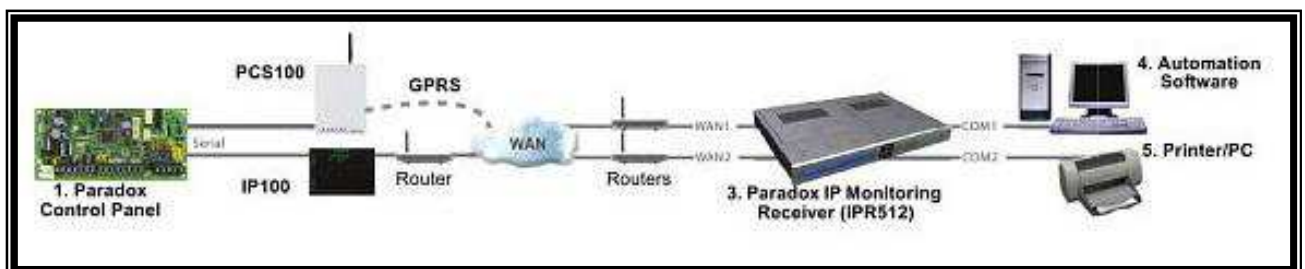 PCS100
GPRS
Serial
IP100
1. Paradox
Control Panel
Router
WAN
Routers
WAN1
WAN2
3. Paradox IP Monitoring
Receiver (IPR512)
COM1
COM2
4. Automation
Software
5. Printer/PC